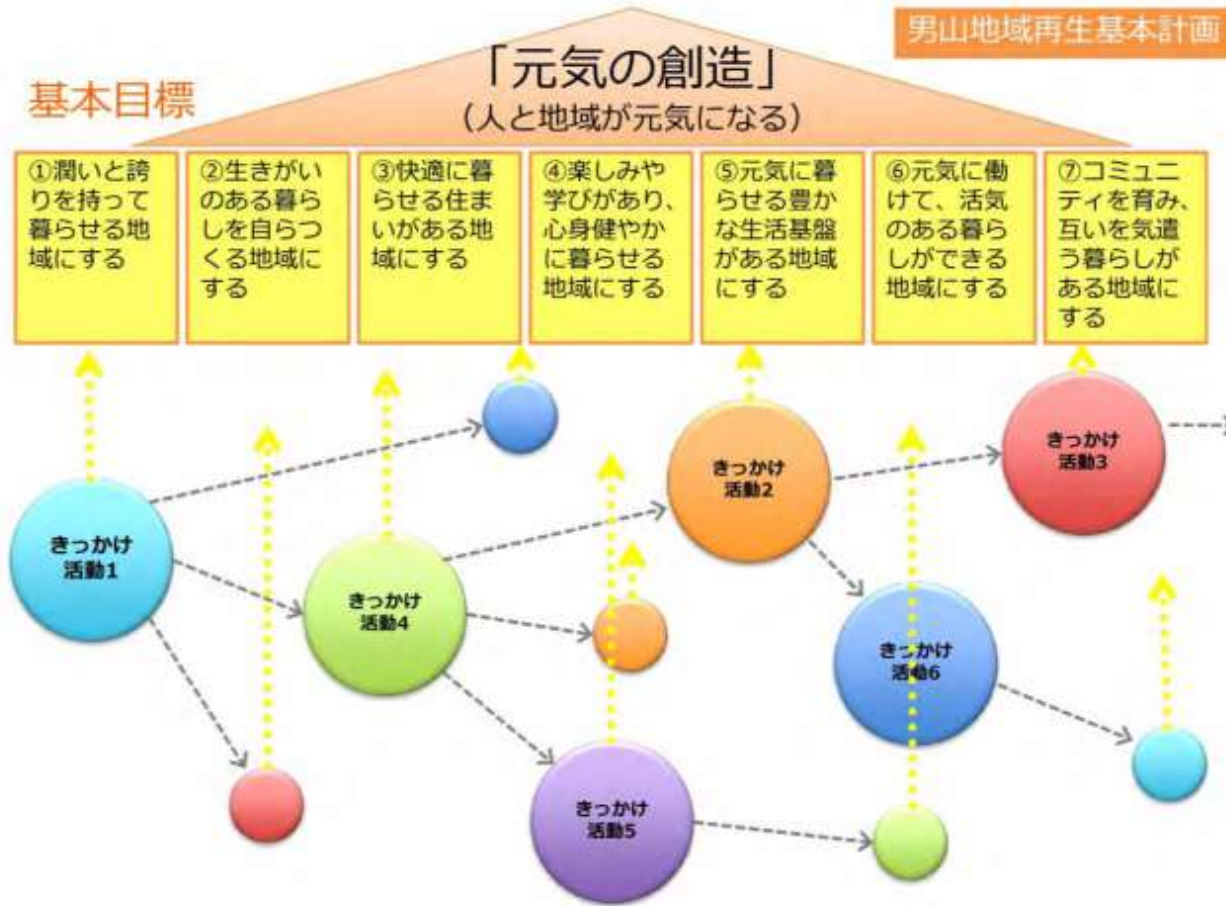 男山地域再生基本計画
「元気の創造」
(人と地域が元気になる)
基本目標
①潤いと誇
りを持って
暮らせる地
域にする
②生きがい
のある暮ら
しを自らつ
くる地域に
する
③快適に暮
らせる住ま
いがある地
域にする
④楽しみや
学びがあり、
心身健やか
に暮らせる
地域にする
⑤元気に暮
らせる豊か
な生活基盤
がある地域
にする
⑥元気に働
けて、活気
のある暮ら
しができる
地域にする
⑦コミュニ
ティを育み、
互いを気遣
う暮らしが
ある地域に
する
きっかけ
活動1
きっかけ
活動4
きっかけ
活動2
きっかけ
活動3
きっかけ
活動5
きっかけ
活動6